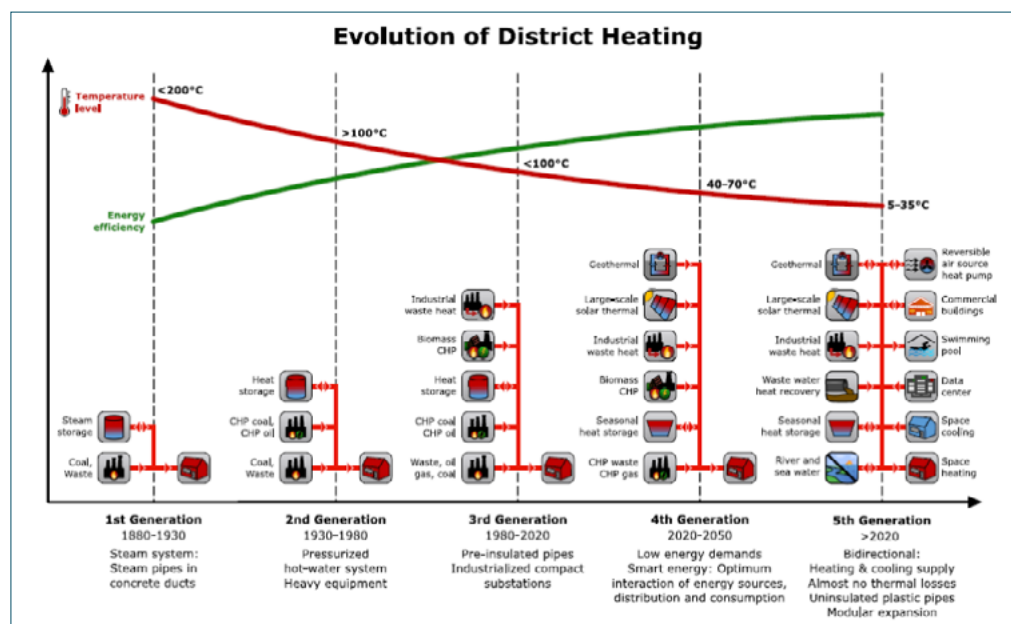 Evolution of District Heating
Temperature
level
<200°C
>100°C
<100°C
40-70°C
5-35°C
Energy
efficiency
Steam
storage
Coal,
Waste
Heat
storage
CHP coal,
CHP oil
Coal,
Waste
Industrial
waste heat
Biomass
CHP
Heat
storage
CHP coal
CHP oil
Waste, oil
gas, coal
Geothermal
Large-scale
solar thermal
Industrial
waste heat
Biomass
CHP
Seasonal
heat storage
CHP waste
CHP gas
Geothermal
Large-scale
solar thermal
Industrial
waste heat
Waste water
heat recovery
Seasonal
heat storage
River and
sea water
Reversible
air source
heat pump
Commercial
buildings
Swimming
pool
Data
center
Space
cooling
Space
heating
1st Generation
1880-1930
Steam system:
Steam pipes in
concrete ducts
2nd Generation
1930-1980
Pressurized
hot-water system
Heavy equipment
3rd Generation
1980-2020
Pre-insulated pipes
Industrialized compact
substations
4th Generation
2020-2050
Low energy demands
Smart energy: Optimum
interaction of energy sources,
distribution and consumption
5th Generation
>2020
Bidirectional:
Heating & cooling supply
Almost no thermal losses
Uninsulated plastic pipes
Modular expansion